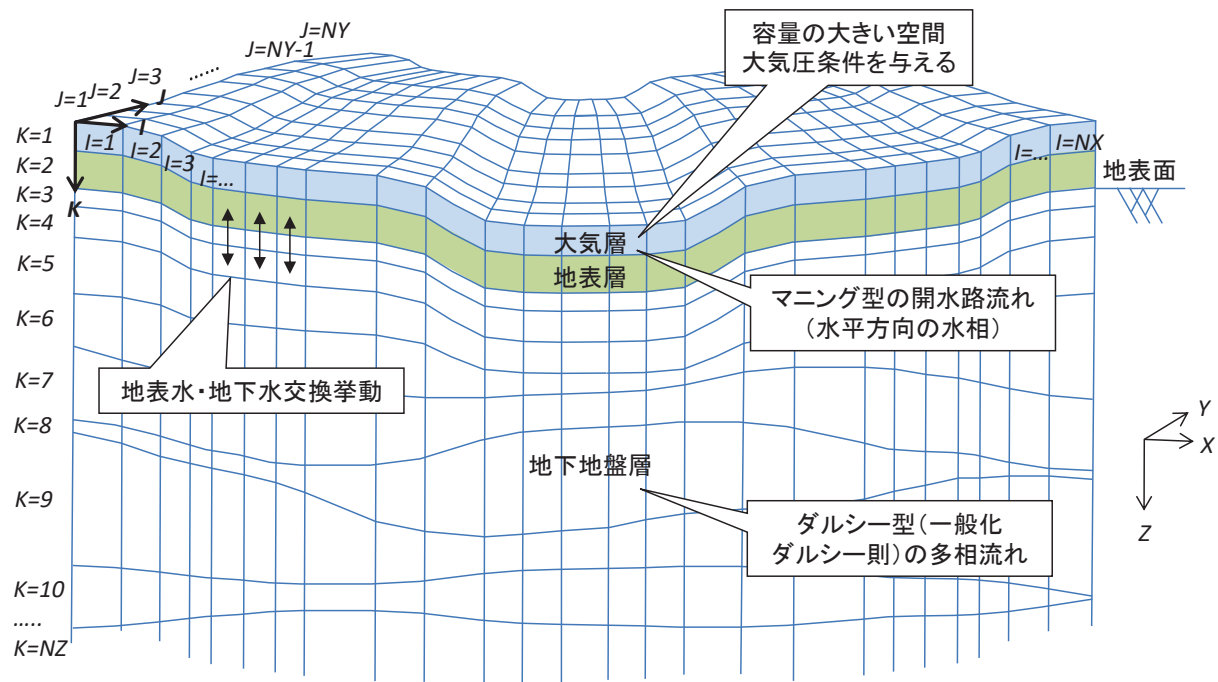 容量の大きい空間
大気圧条件を与える
J=NY
J=NY-1
......
J=3
J=2
J=1
J
I
K
K=1
K=2
K=3
K=4
K=5
K=6
K=7
K=8
K=9
K=10
.....
K=NZ
I=1
I=2
I=3
I=...
I=...
I=NX
地表面
大気層
地表層
マニング型の開水路流れ
(水平方向の水相)
地表水・地下水交換挙動
地下地盤層
ダルシー型(一般化
ダルシー則)の多相流れ
Y
X
Z